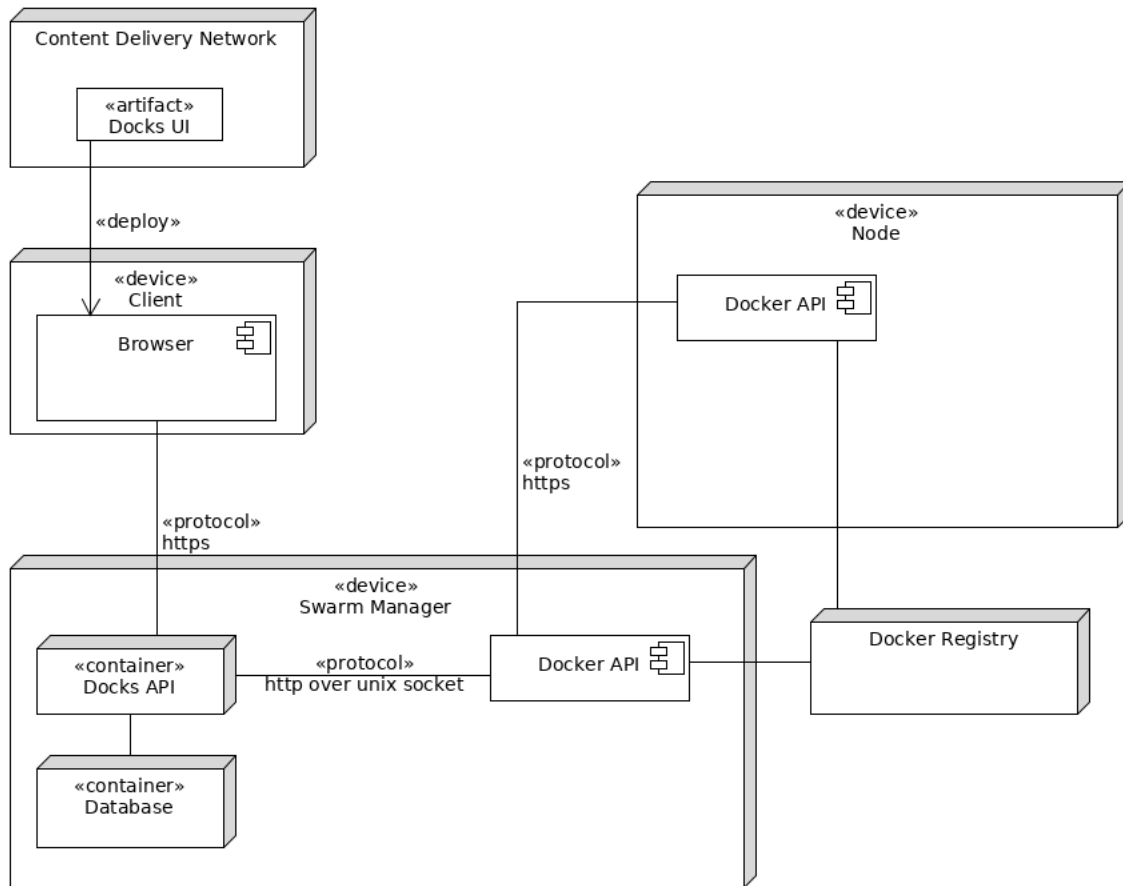 Content Delivery Network
«artifact»
Docks UI
«deploy»
«device»
Client
Browser
«protocol»
https
«device»
Node
Docker API
«protocol»
https
«device»
Swarm Manager
«container»
Docks API
«protocol»
http over unix socket
Docker API
Docker Registry
«container»
Database